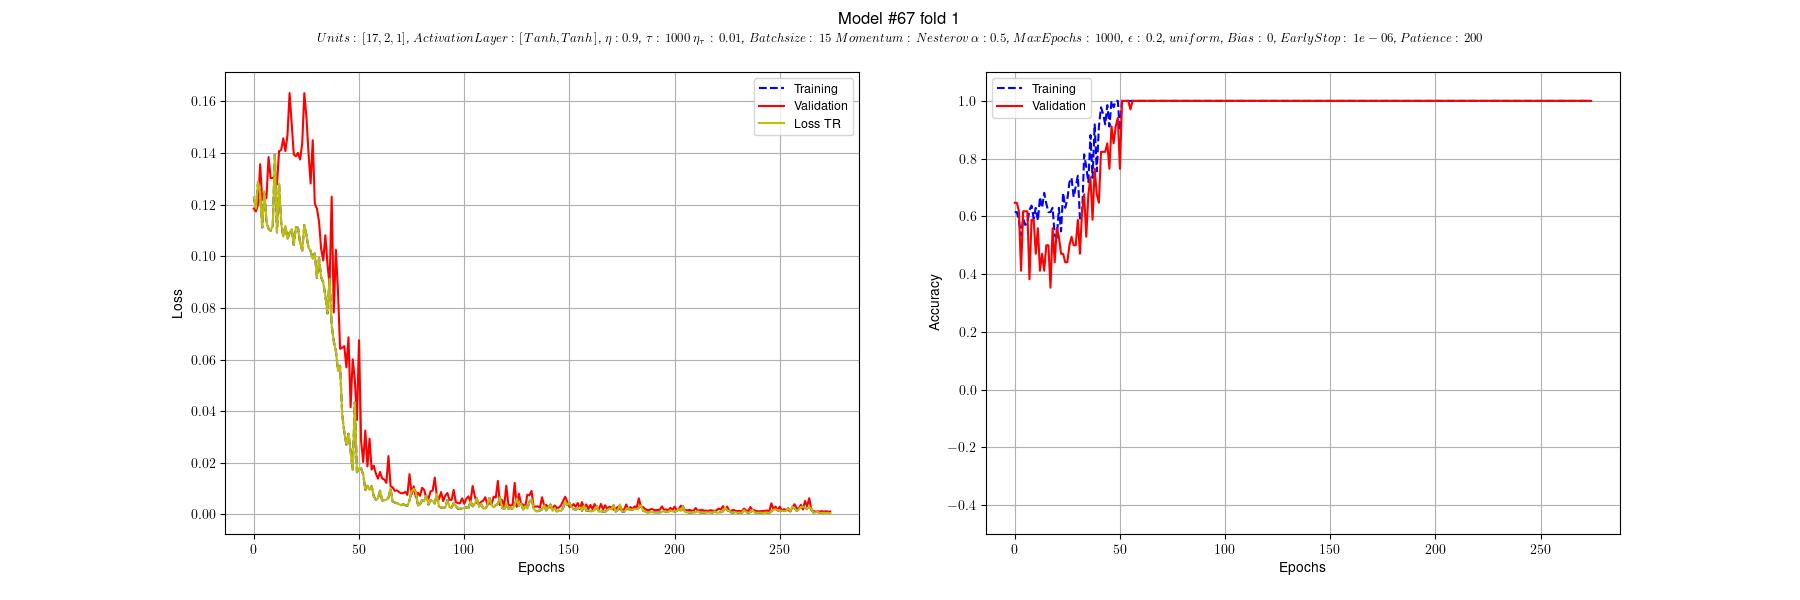 Model #67 fold 1
Units : [17, 2, 1], ActivationLayer : [Tanh, Tanh], η : 0.9, τ : 1000 η_τ : 0.01, Batchsize : 15 Momentum : Nesterov α : 0.5, MaxEpochs : 1000, ϵ : 0.2, uniform, Bias : 0, EarlyStop : 1e − 06, Patience : 200
Training
Validation
Loss TR
0.16
0.14
0.12
0.10
0.08
0.06
0.04
0.02
0.00
Loss
0
50
100
150
200
250
Epochs
Training
Validation
1.0
0.8
0.6
0.4
0.2
0.0
−0.2
−0.4
Accuracy
0
50
100
150
200
250
Epochs